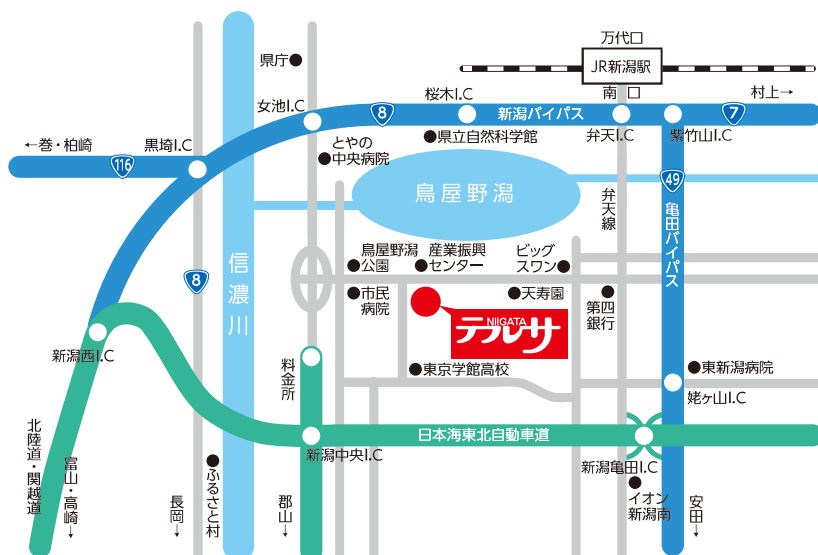 万代口
JR新潟駅
南口
県庁
女池I.C
桜木I.C
8
新潟バイパス
7
村上→
弁天I.C
紫竹山I.C
県立自然科学館
←巻・柏崎
黒埼I.C
116
とやの
中央病院
鳥屋野潟
49
弁天線
亀田バイパス
信濃川
8
鳥屋野潟
公園
産業振興
センター
ビッグ
スワン
市民
病院
天寿園
第四
銀行
NIIGATA
テルサ
新潟西I.C
料金所
東京学館高校
東新潟病院
姥ヶ山I.C
日本海東北自動車道
新潟中央I.C
新潟亀田I.C
イオン
新潟南
北陸道・関越道
富山・高崎→
長岡→
ふるさと村
郡山→
安田→